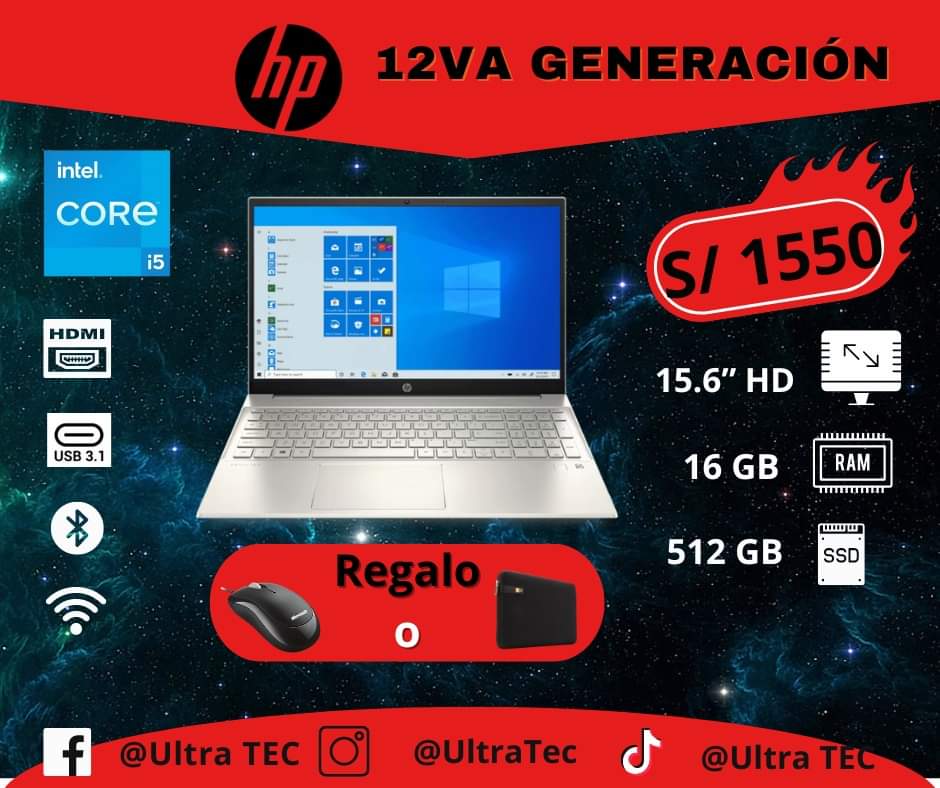 hp
12VA GENERACIÓN
intel.
CORE
i5
S/ 1550
HDMI
15.6” HD
USB 3.1
16 GB
RAM
512 GB
SSD
Regalo
o
@Ultra TEC
@UltraTec
@Ultra TEC